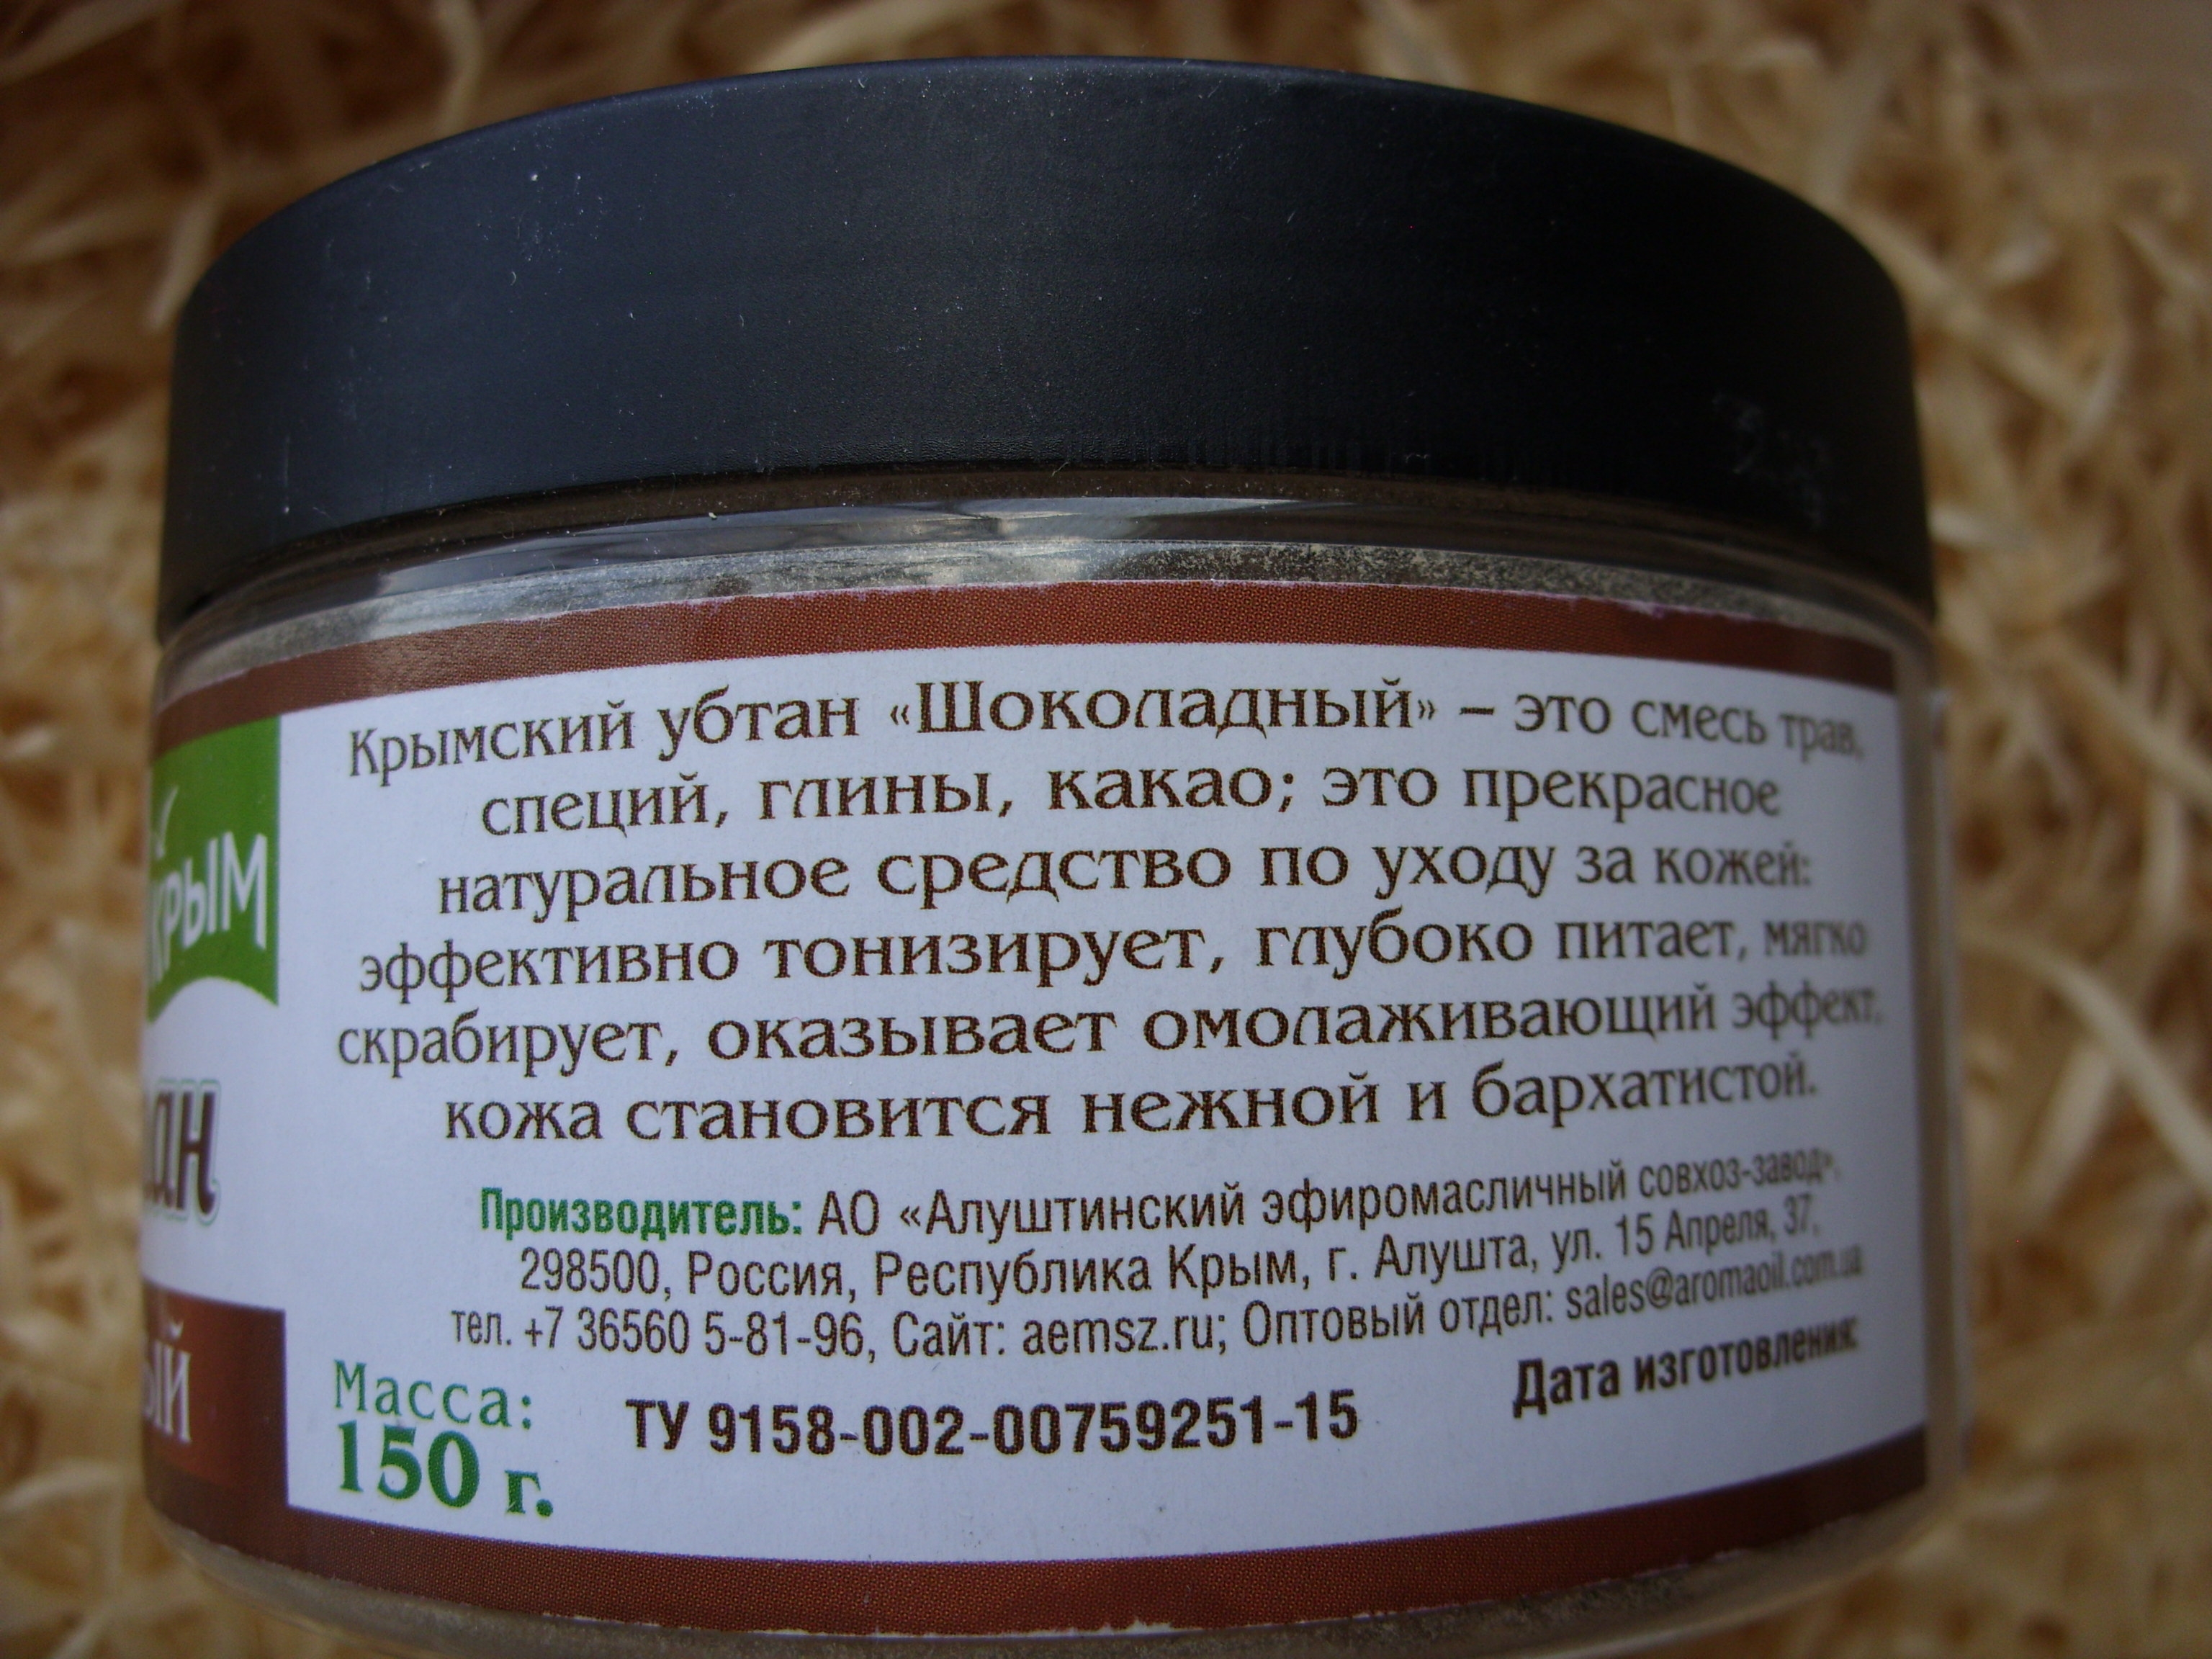 Крымский убтан «Шоколадный» – это смесь трав,
специй, глины, какао; это прекрасное
натуральное средство по уходу за кожей:
эффективно тонизирует, глубоко питает, мягко
скрабирует, оказывает омолаживающий эффект,
кожа становится нежной и бархатистой.
Производитель: АО «Алуштинский эфиромасличный совхоз-завод»,
298500, Россия, Республика Крым, г. Алушта, ул. 15 Апреля, 37,
тел. +7 36560 5-81-96, Сайт: aemsz.ru; Оптовый отдел: sales@aromaoil.com.ua
Масса:
150 г.
ТУ 9158-002-00759251-15
Дата изготовления:
КРЫМ
ан
ый